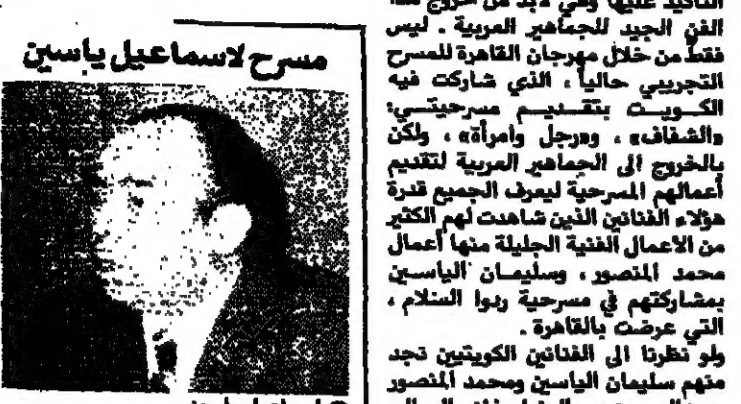 التأكيد عليها وهي لابد من خروج هذا
الفن الجيد للجماهير العربية . ليس
فقط من خلال مهرجان القاهرة للمسرح
التجريبي حالياً ، الذي شاركت فيه
الكويت بتقديم مسرحيتي:
«الشفاف» ، و«رجل وامرأة» ، ولكن
بالخروج الى الجماهير العربية لتقديم
أعمالهم المسرحية ليعرف الجميع قدرة
هؤلاء الفنانين الذين شاهدت لهم الكثير
من الأعمال الفنية الجليلة منها أعمال
محمد المنصور ، وسليمان الياسين
بمشاركتهم في مسرحية ربوا السلام ،
التي عرضت بالقاهرة .
ولو نظرنا الى الفنانين الكويتيين تجد
منهم سليمان الياسين ومحمد المنصور
مسرح لاسماعيل ياسين